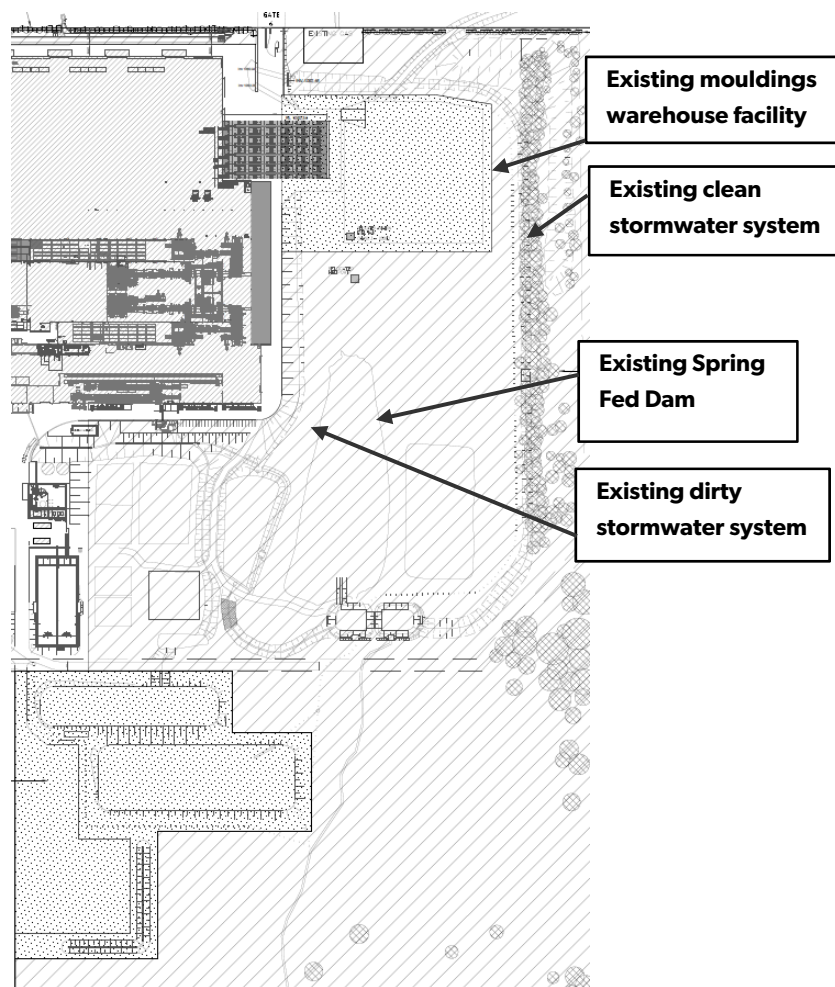 GATE
Existing mouldings
warehouse facility
Existing clean
stormwater system
Existing Spring
Fed Dam
Existing dirty
stormwater system